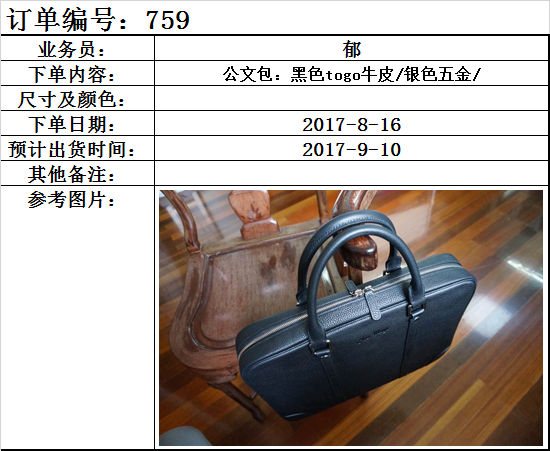 订单编号：759
业务员： 郁
下单内容： 公文包：黑色togo牛皮/银色五金/
尺寸及颜色：
下单日期： 2017-8-16
预计出货时间： 2017-9-10
其他备注：
参考图片：